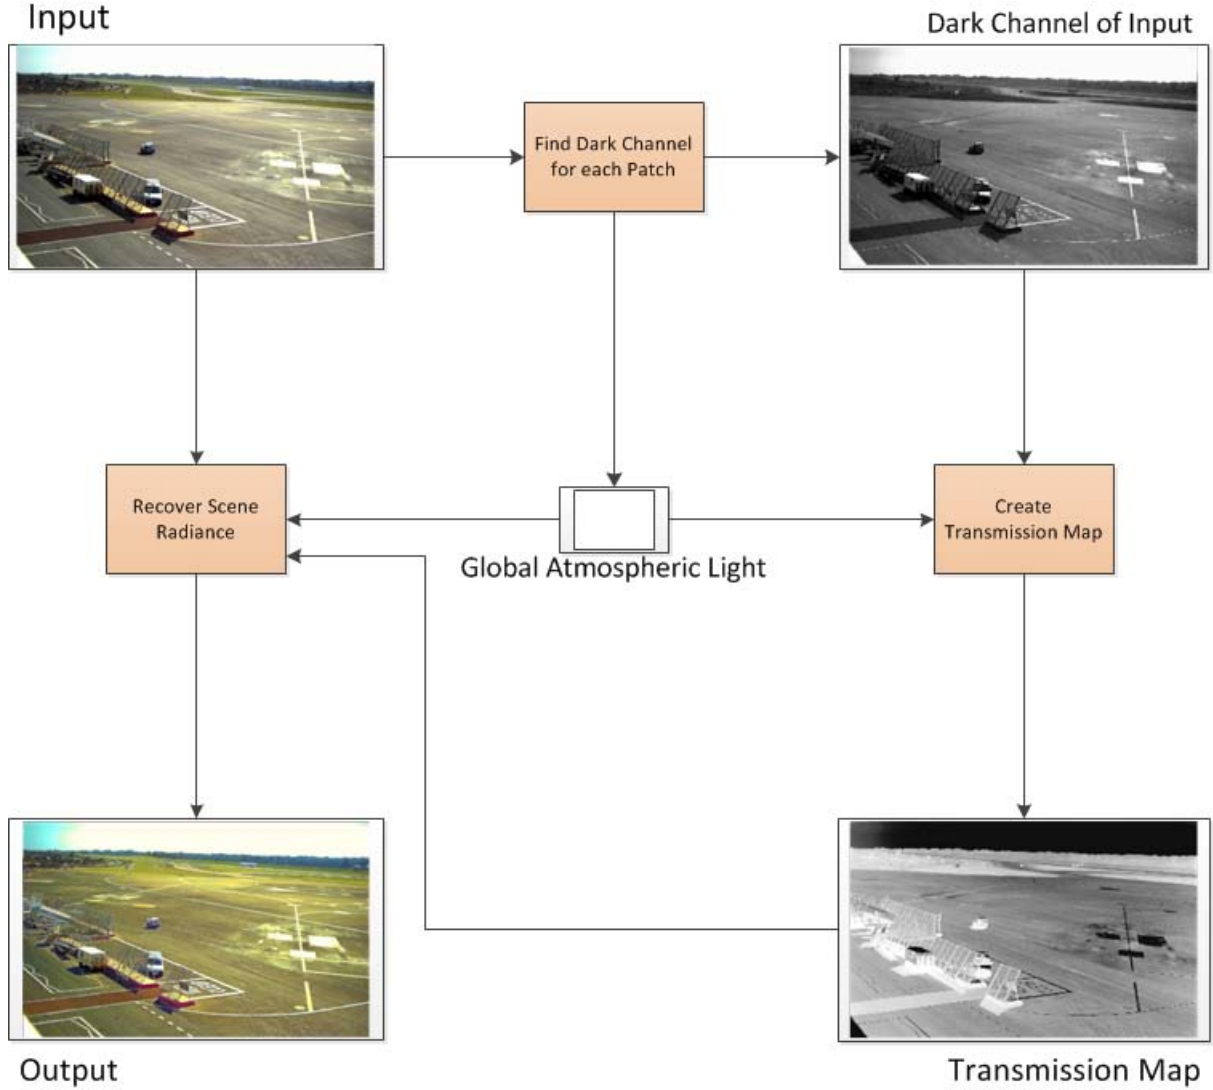 Input
Dark Channel of Input
Find Dark Channel
for each Patch
Recover Scene
Radiance
Create
Transmission Map
Global Atmospheric Light
Output
Transmission Map